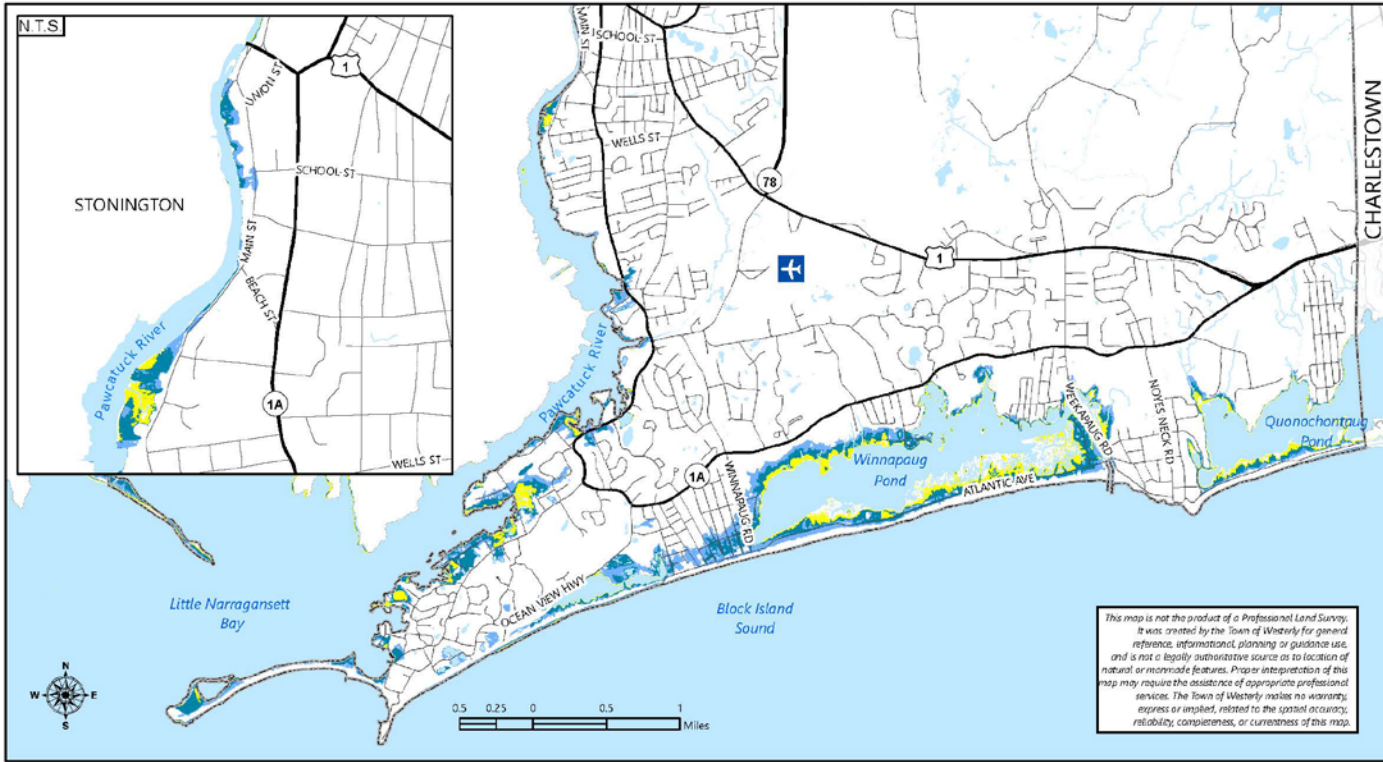 N.T.S
1
UNION ST
SCHOOL ST
STONINGTON
MAIN ST
BEACH ST
Pawcatuck River
1A
WELLS ST
MAIN ST
SCHOOL ST
WELLS ST
78
1
CHARLESTOWN
Pawcatuck River
WEEKAPAUG RD
NOYES NECK RD
Quonochontaug
Pond
Winnapaug
Pond
1A
WINNAPAUG RD
ATLANTIC AVE
OCEAN VIEW HWY
Little Narragansett
Bay
Block Island
Sound
N
W
E
S
0.5 0.25 0 0.5 1
Miles
This map is not the product of a Professional Land Survey.
It was created by the Town of Westerly for general
reference, informational, planning or guidance use,
and is not a legally authoritative source as to location of
natural or manmade features. Proper interpretation of this
map may require the assistance of appropriate professional
services. The Town of Westerly makes no warranty,
express or implied, related to the spatial accuracy,
reliability, completeness, or currentness of this map.